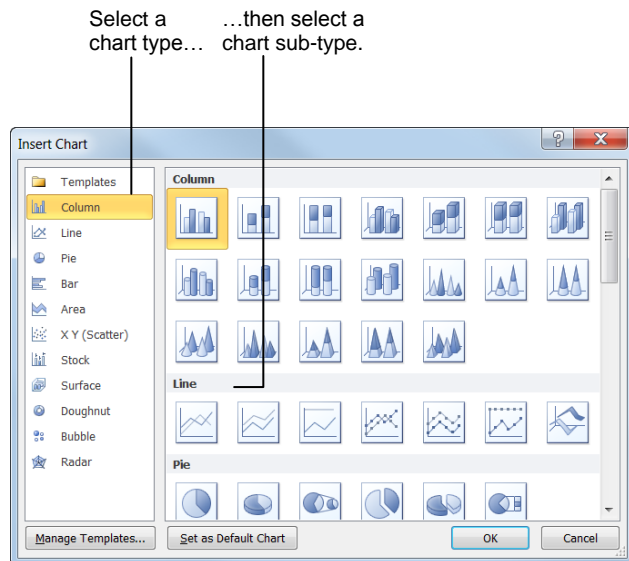 Select a
chart type…
…then select a
chart sub-type.
Insert Chart
Templates
Column
Line
Pie
Bar
Area
X Y (Scatter)
Stock
Surface
Doughnut
Bubble
Radar
Column
Line
Pie
Manage Templates...
Set as Default Chart
OK
Cancel